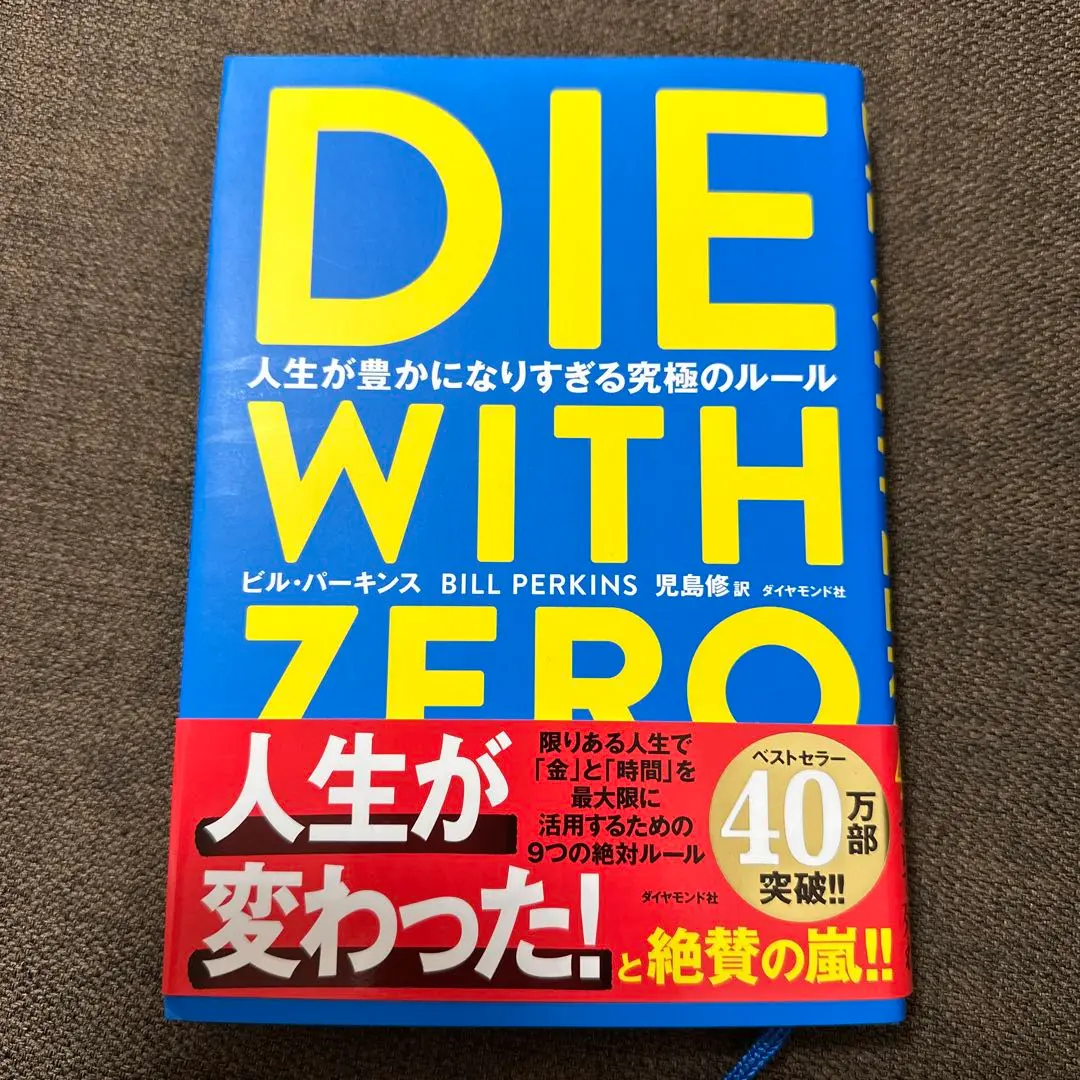 DIE
人生が豊かになりすぎる究極のルール
WITH
ビル・パーキンス BILL PERKINS 児島修 訳 ダイヤモンド社
ZERO
人生が
変わった!
と絶賛の嵐!!
限りある人生で
「金」と「時間」を
最大限に
活用するための
9つの絶対ルール
ダイヤモンド社
ベストセラー
40万部
突破!!